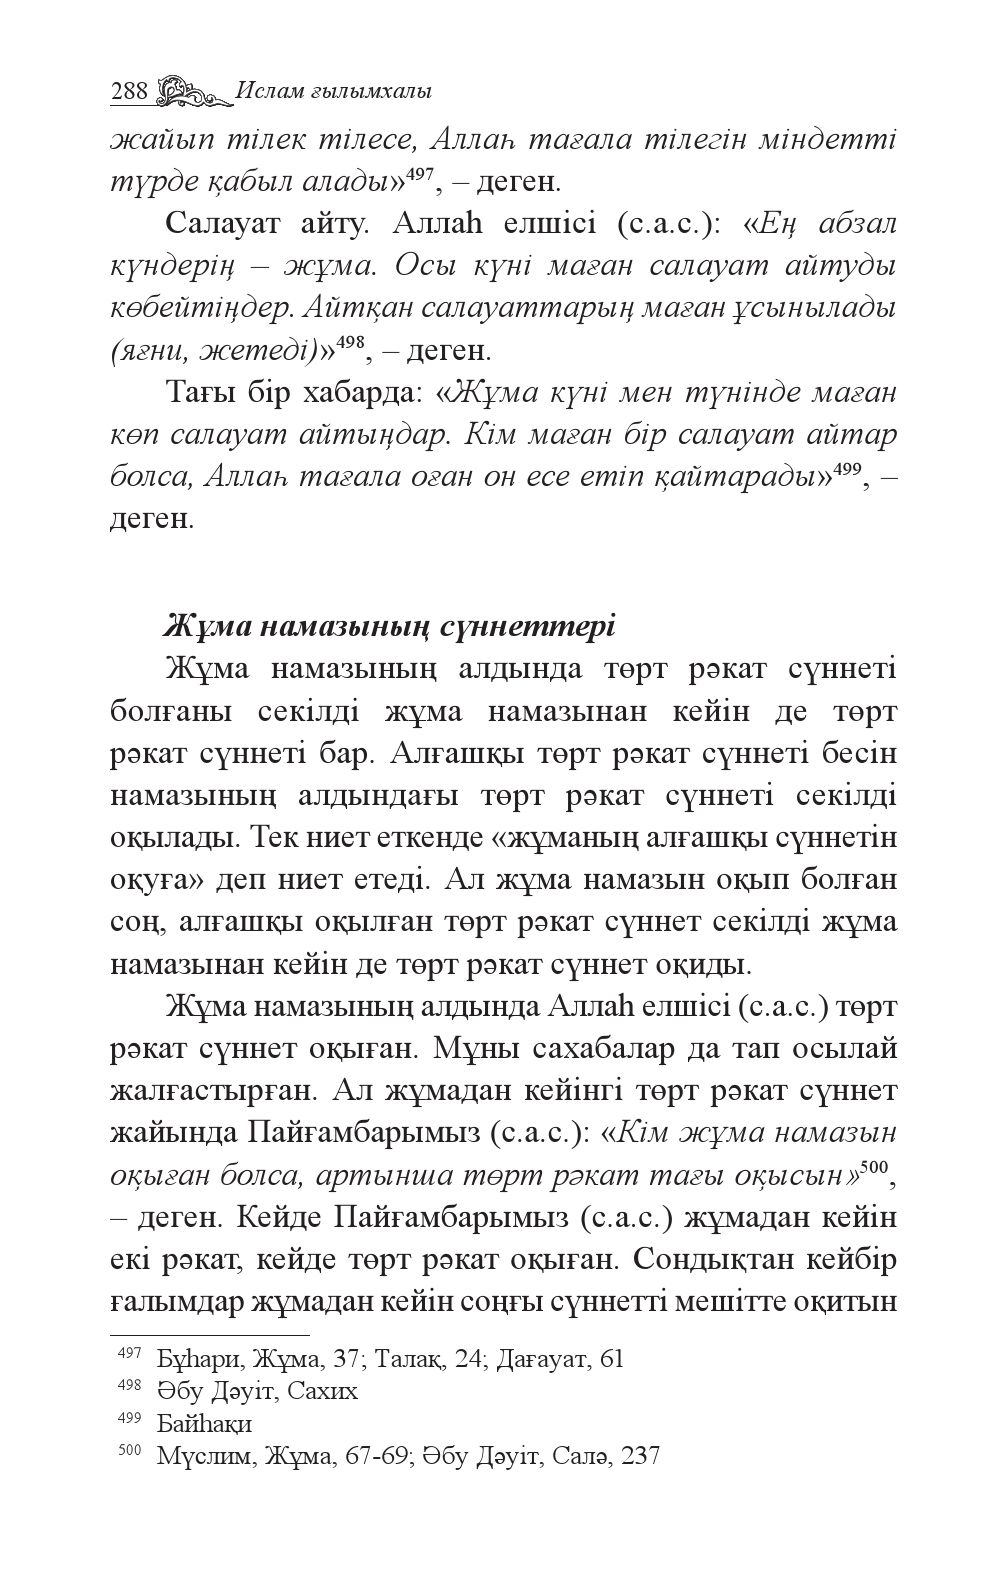 288 Ислам ғылымхалы
жайып тілек тілесе, Аллаһ тағала тілегін міндетті
түрде қабыл алады»497, – деген.
Салауат айту. Аллаһ елшісі (с.а.с.): «Ең абзал
күндерің – жұма. Осы күні маған салауат айтуды
көбейтіңдер. Айтқан салауаттарың маған ұсынылады
(яғни, жетеді)»498, – деген.
Тағы бір хабарда: «Жұма күні мен түнінде маған
көп салауат айтыңдар. Кім маған бір салауат айтар
болса, Аллаһ тағала оған он есе етіп қайтарады»499, –
деген.
Жұма намазының сүннеттері
Жұма намазының алдында төрт рәкат сүннеті
болғаны секілді жұма намазынан кейін де төрт
рәкат сүннеті бар. Алғашқы төрт рәкат сүннеті бесін
намазының алдындағы төрт рәкат сүннеті секілді
оқылады. Тек ниет еткенде «жұманың алғашқы сүннетін
оқуға» деп ниет етеді. Ал жұма намазын оқып болған
соң, алғашқы оқылған төрт рәкат сүннет секілді жұма
намазынан кейін де төрт рәкат сүннет оқиды.
Жұма намазының алдында Аллаһ елшісі (с.а.с.) төрт
рәкат сүннет оқыған. Мұны сахабалар да тап осылай
жалғастырған. Ал жұмадан кейінгі төрт рәкат сүннет
жайында Пайғамбарымыз (с.а.с.): «Кім жұма намазын
оқыған болса, артынша төрт рәкат тағы оқысын»500,
– деген. Кейде Пайғамбарымыз (с.а.с.) жұмадан кейін
екі рәкат, кейде төрт рәкат оқыған. Сондықтан кейбір
ғалымдар жұмадан кейін соңғы сүннетті мешітте оқитын
497 Бұһари, Жұма, 37; Талақ, 24; Дағауат, 61
498 Әбу Дәуіт, Сахих
499 Байһақи
500 Мүслим, Жұма, 67-69; Әбу Дәуіт, Салә, 237